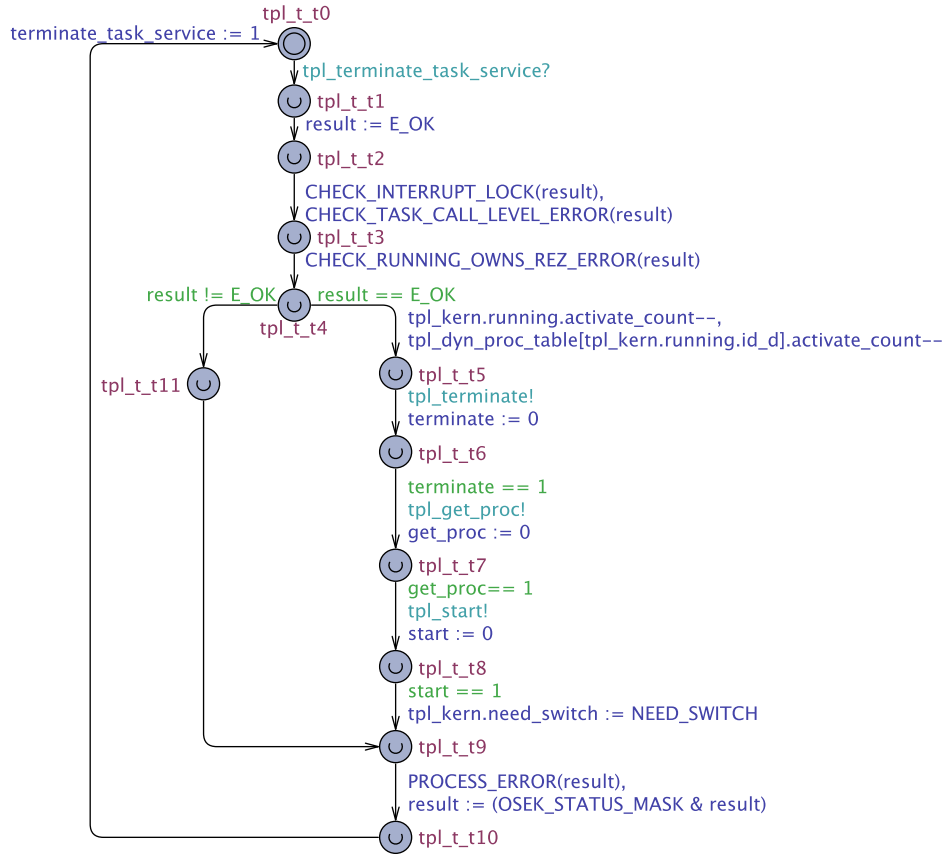 tpl_t_t0
terminate_task_service := 1
tpl_terminate_task_service?
tpl_t_t1
result := E_OK
tpl_t_t2
CHECK_INTERRUPT_LOCK(result),
CHECK_TASK_CALL_LEVEL_ERROR(result)
tpl_t_t3
CHECK_RUNNING_OWNS_REZ_ERROR(result)
result != E_OK
result == E_OK
tpl_t_t4
tpl_kern.running.activate_count--,
tpl_dyn_proc_table[tpl_kern.running.id_d].activate_count--
tpl_t_t11
tpl_t_t5
tpl_terminate!
terminate := 0
tpl_t_t6
terminate == 1
tpl_get_proc!
get_proc := 0
tpl_t_t7
get_proc== 1
tpl_start!
start := 0
tpl_t_t8
start == 1
tpl_kern.need_switch := NEED_SWITCH
tpl_t_t9
PROCESS_ERROR(result),
result := (OSEK_STATUS_MASK & result)
tpl_t_t10